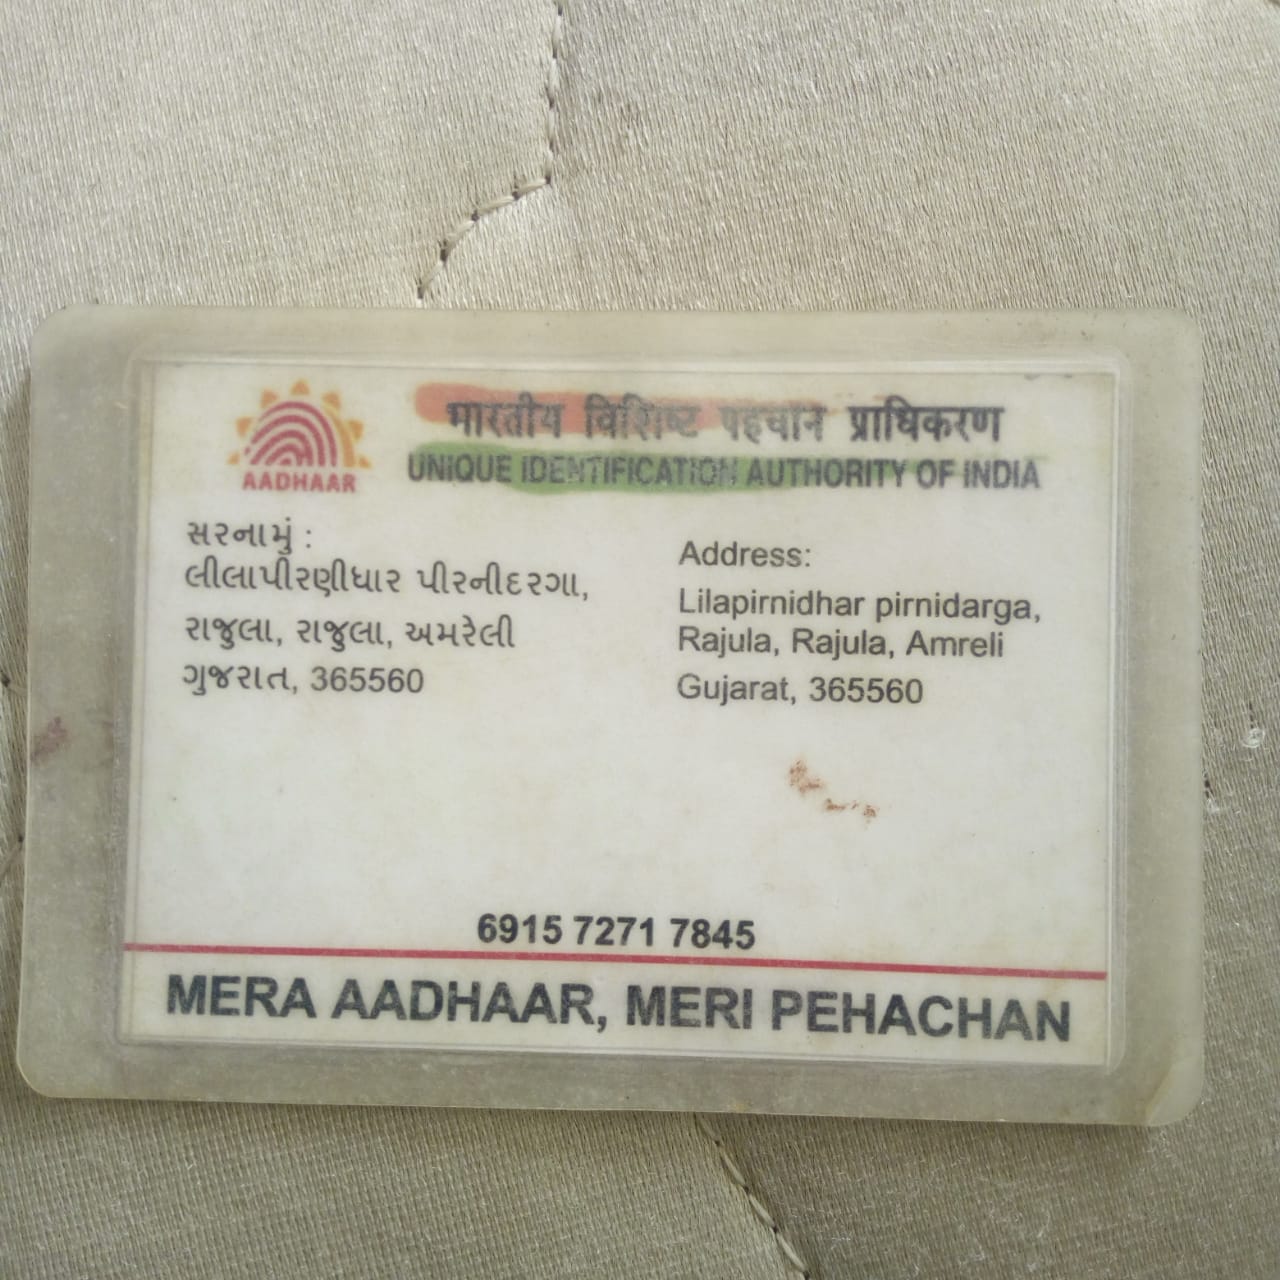 भारतीय विशिष्ट पहचान प्राधिकरण
UNIQUE IDENTIFICATION AUTHORITY OF INDIA
AADHAAR
સરનામું :
લીલાપીરણીધાર પીરનીદરગા,
રાજુલા, રાજુલા, અમરેલી
ગુજરાત, 365560
Address:
Lilapirnidhar pirnidarga,
Rajula, Rajula, Amreli
Gujarat, 365560
6915 7271 7845
MERA AADHAAR, MERI PEHACHAN